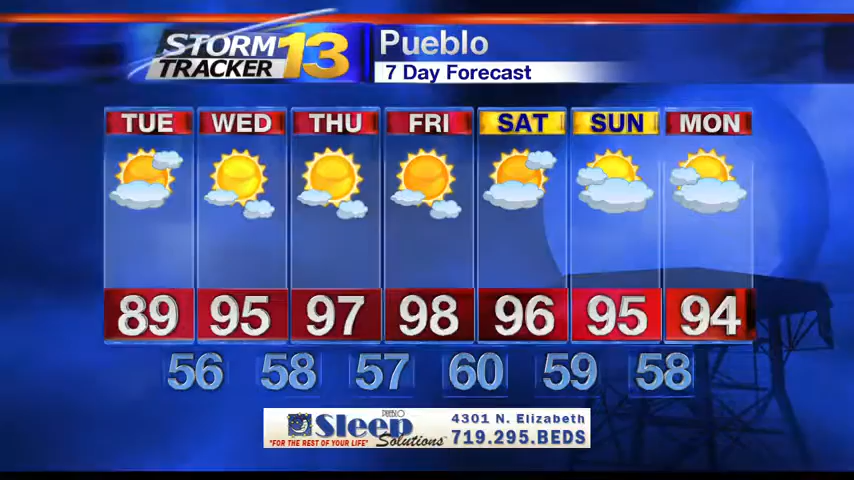 STORM
TRACKER 13
Pueblo
7 Day Forecast
TUE WED THU FRI SAT SUN MON
89 95 97 98 96 95 94
56 58 57 60 59 58
PUEBLO
Sleep
Solutions
"FOR THE REST OF YOUR LIFE"
4301 N. Elizabeth
719.295.BEDS